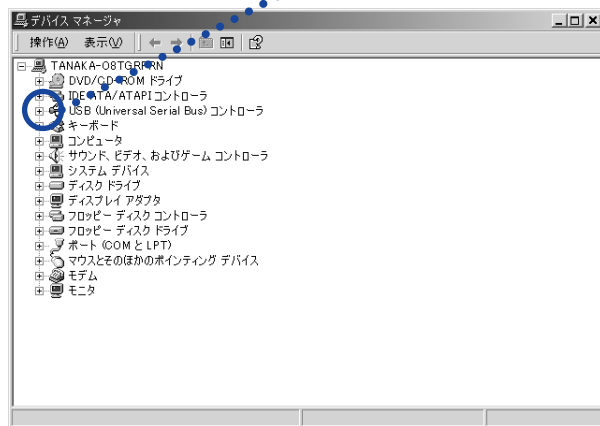 デバイス マネージャ
操作(A) 表示(V)
TANAKA-O8TGRPRN
DVD/CD-ROM ドライブ
IDE ATA/ATAPI コントローラ
USB (Universal Serial Bus) コントローラ
キーボード
コンピュータ
サウンド、ビデオ、およびゲーム コントローラ
システム デバイス
ディスク ドライブ
ディスプレイ アダプタ
フロッピー ディスク コントローラ
フロッピー ディスク ドライブ
ポート (COM と LPT)
マウスとそのほかのポインティング デバイス
モデム
モニタ